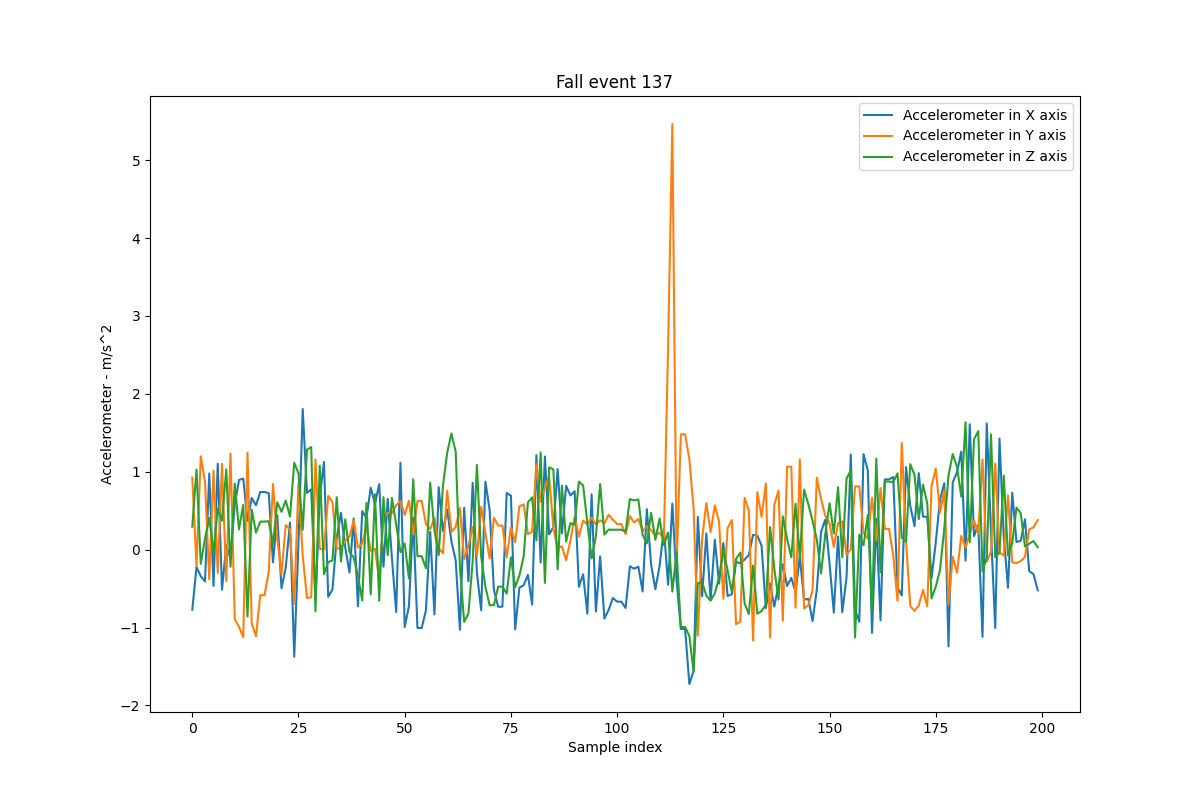 Fall event 137
Accelerometer in X axis
Accelerometer in Y axis
Accelerometer in Z axis
Accelerometer - m/s^2
5
4
3
2
1
0
−1
−2
0 25 50 75 100 125 150 175 200
Sample index